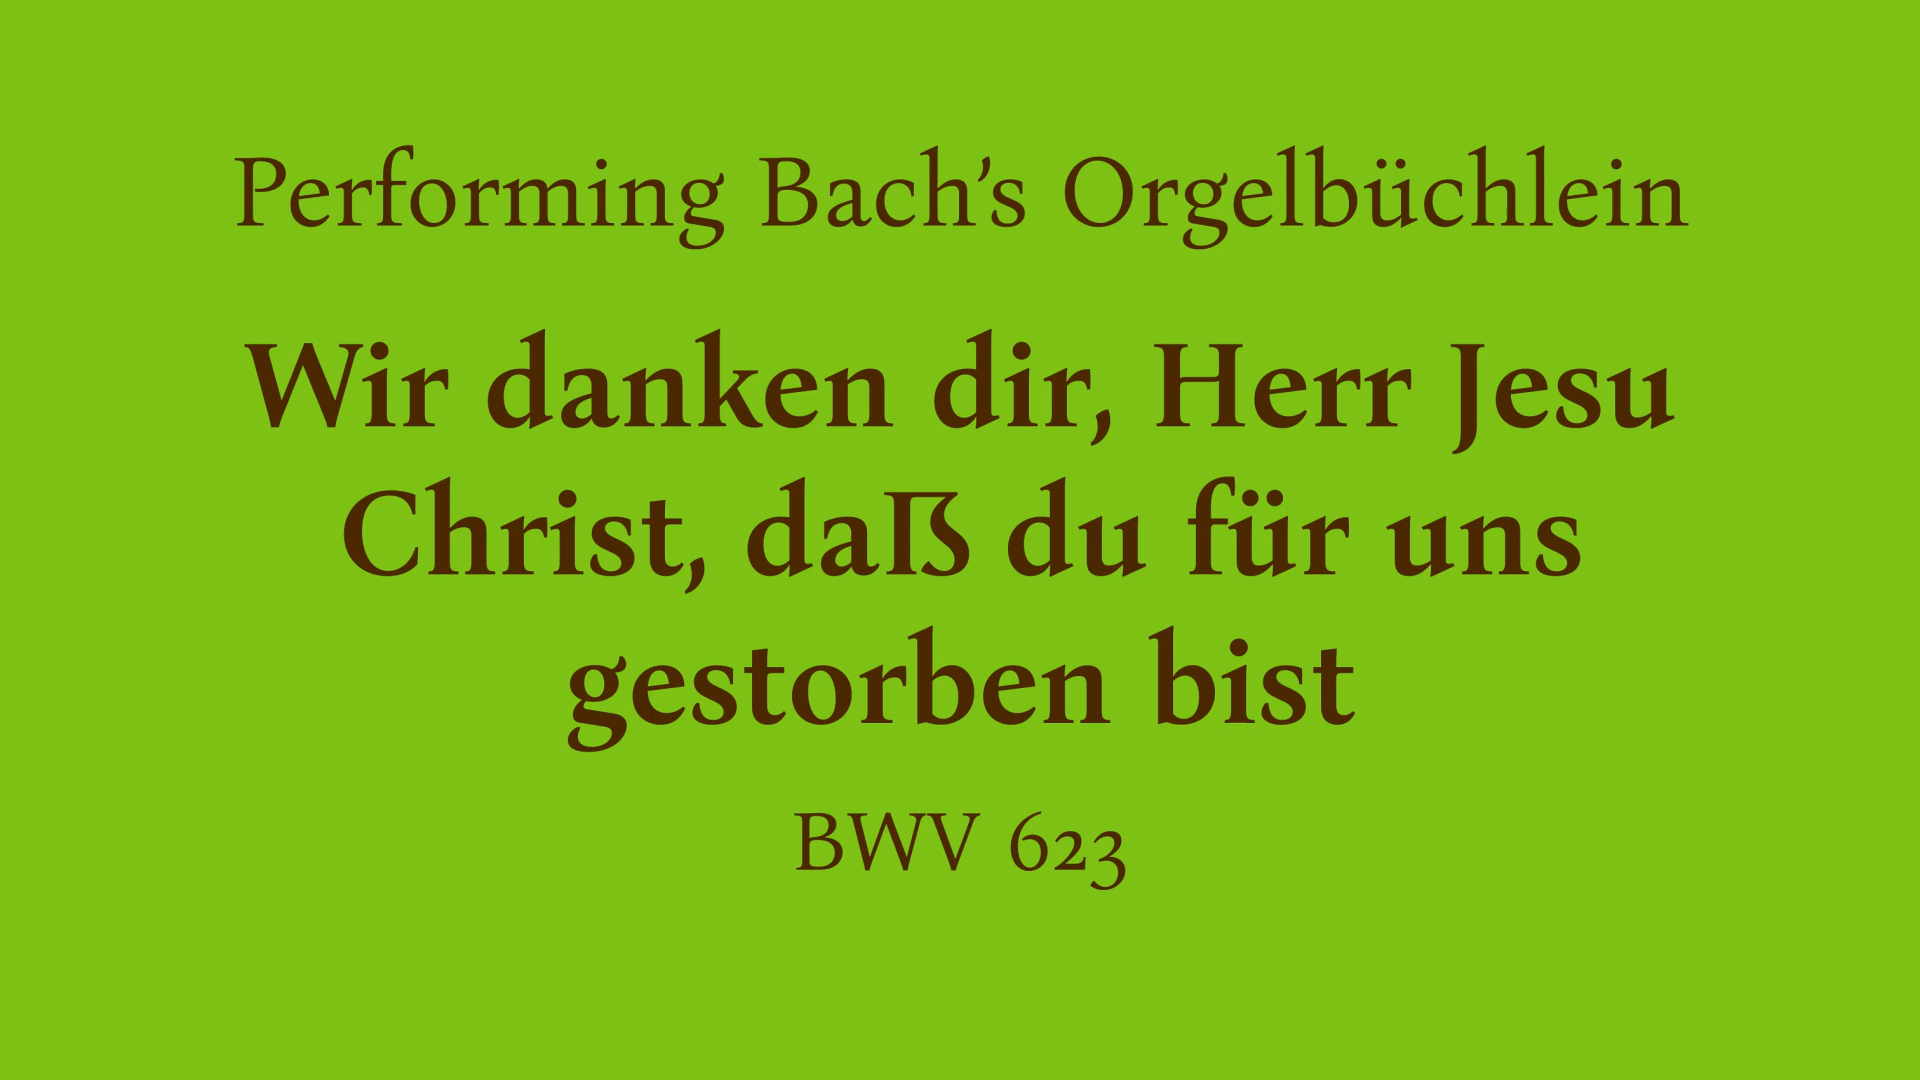 Performing Bach’s Orgelbüchlein
Wir danken dir, Herr Jesu
Christ, daẞ du für uns
gestorben bist
BWV 623